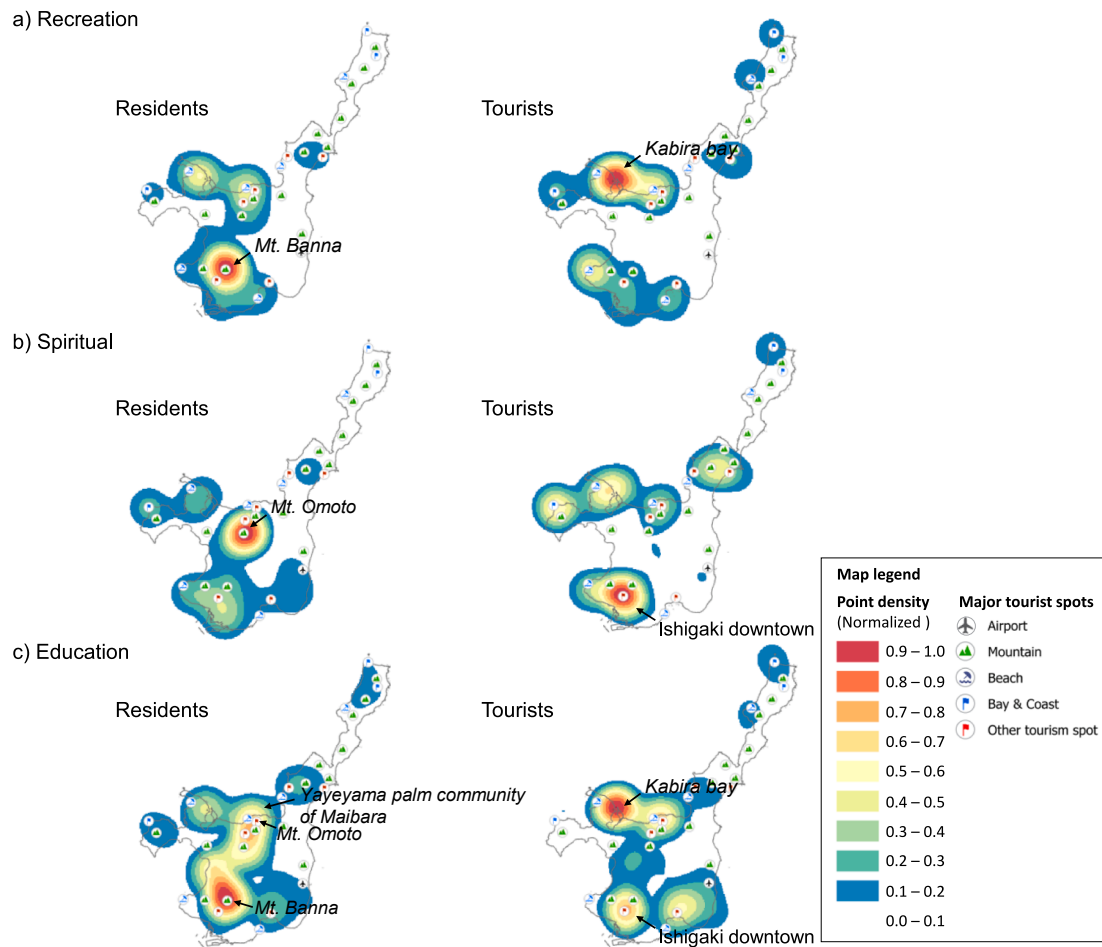 a) Recreation
Residents
Tourists
Kabira bay
Mt. Banna
b) Spiritual
Residents
Tourists
Mt. Omoto
Ishigaki downtown
c) Education
Residents
Tourists
Kabira bay
Yayeyama palm community
of Maibara
Mt. Omoto
Mt. Banna
Ishigaki downtown
Map legend
Point density
(Normalized )
0.9 – 1.0
0.8 – 0.9
0.7 – 0.8
0.6 – 0.7
0.5 – 0.6
0.4 – 0.5
0.3 – 0.4
0.2 – 0.3
0.1 – 0.2
0.0 – 0.1
Major tourist spots
Airport
Mountain
Beach
Bay & Coast
Other tourism spot